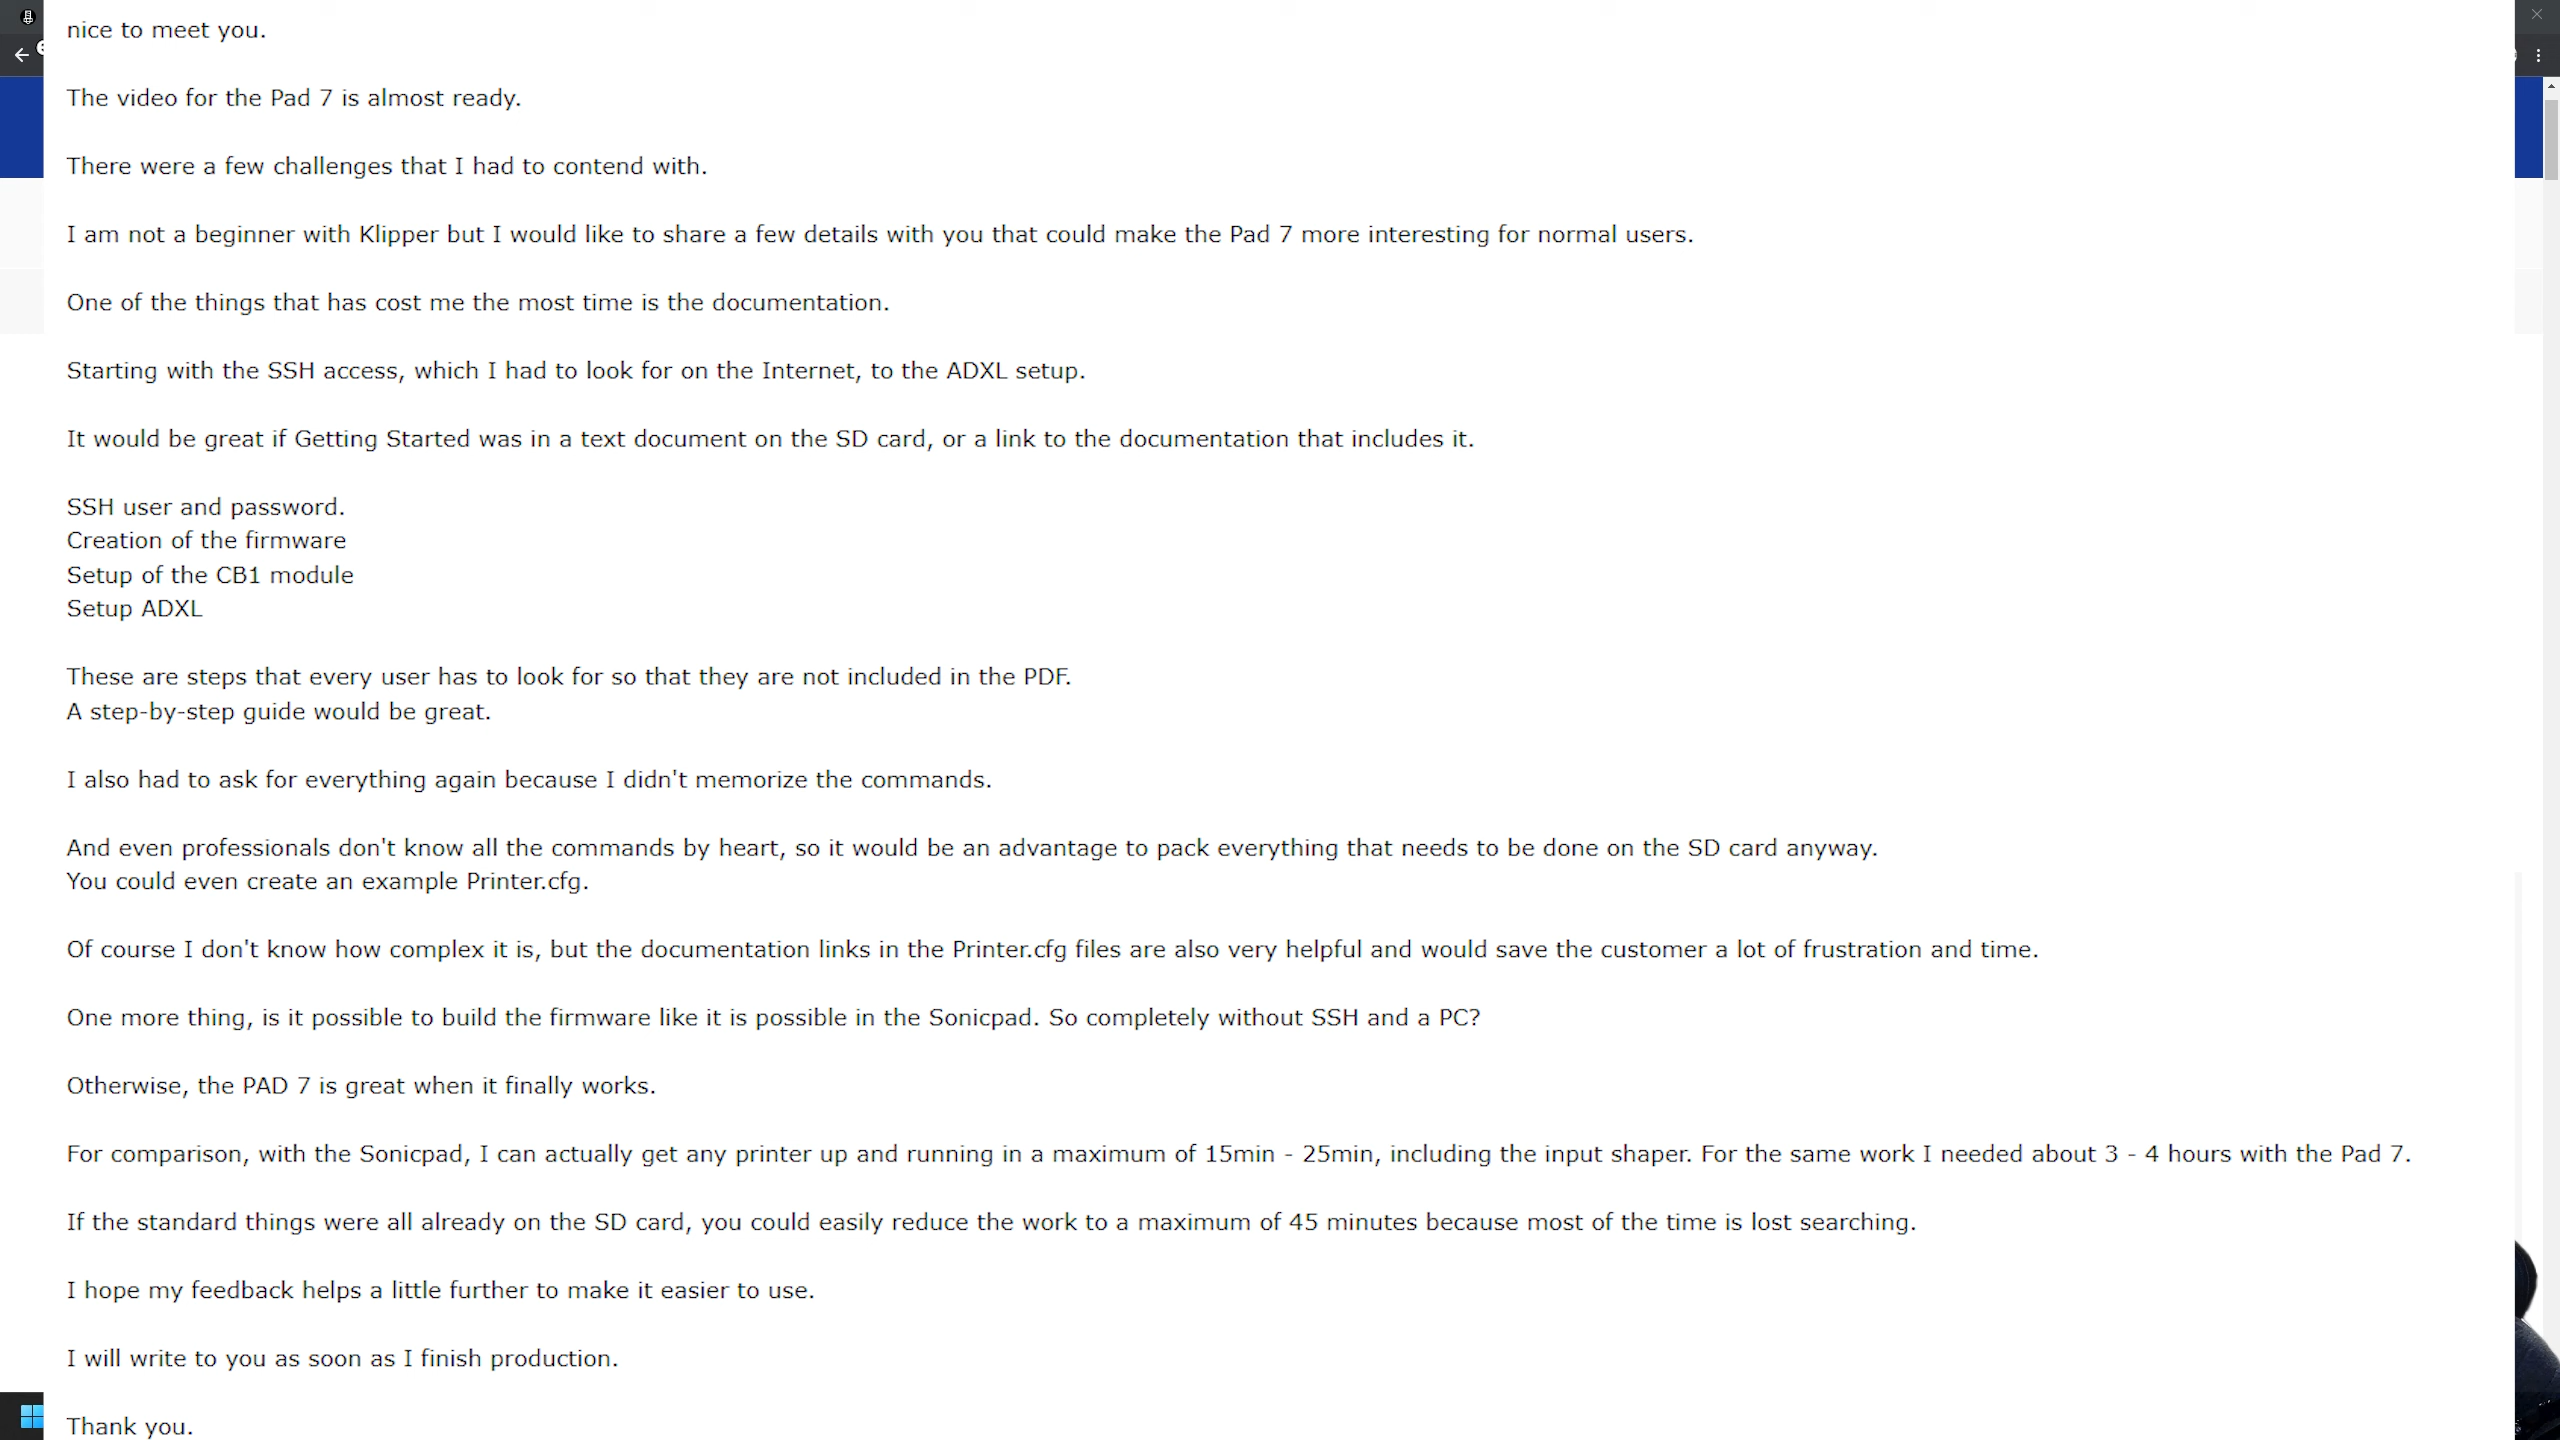 nice to meet you.
The video for the Pad 7 is almost ready.
There were a few challenges that I had to contend with.
I am not a beginner with Klipper but I would like to share a few details with you that could make the Pad 7 more interesting for normal users.
One of the things that has cost me the most time is the documentation.
Starting with the SSH access, which I had to look for on the Internet, to the ADXL setup.
It would be great if Getting Started was in a text document on the SD card, or a link to the documentation that includes it.
SSH user and password.
Creation of the firmware
Setup of the CB1 module
Setup ADXL
These are steps that every user has to look for so that they are not included in the PDF.
A step-by-step guide would be great.
I also had to ask for everything again because I didn't memorize the commands.
And even professionals don't know all the commands by heart, so it would be an advantage to pack everything that needs to be done on the SD card anyway.
You could even create an example Printer.cfg.
Of course I don't know how complex it is, but the documentation links in the Printer.cfg files are also very helpful and would save the customer a lot of frustration and time.
One more thing, is it possible to build the firmware like it is possible in the Sonicpad. So completely without SSH and a PC?
Otherwise, the PAD 7 is great when it finally works.
For comparison, with the Sonicpad, I can actually get any printer up and running in a maximum of 15min - 25min, including the input shaper. For the same work I needed about 3 - 4 hours with the Pad 7.
If the standard things were all already on the SD card, you could easily reduce the work to a maximum of 45 minutes because most of the time is lost searching.
I hope my feedback helps a little further to make it easier to use.
I will write to you as soon as I finish production.
Thank you.